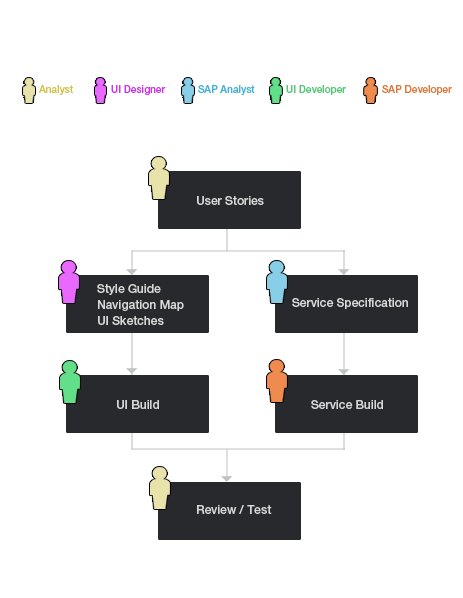 Analyst
UI Designer
SAP Analyst
UI Developer
SAP Developer
User Stories
Style Guide
Navigation Map
UI Sketches
Service Specification
UI Build
Service Build
Review / Test